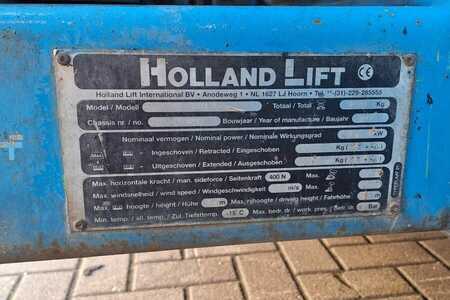 HOLLAND LIFT CE
Holland Lift International BV • Anodeweg 1 • NL 1627 LJ Hoorn • Tel. **-(31)-229-285555
Model / Modell Totaal / Total Kg
Chassis nr. / no. Bouwjaar / Year of manufacture / Baujahr
Nominaal vermogen / Nominal power / Nominale Wirkungsgrad kW
Ingeschoven / Retracted / Eingeschoben Kg
Uitgeschoven / Extended / Ausgeschoben Kg
Max. horizontale kracht / man. sideforce / Seitenkraft 400 N Max.
Max. windsnelheid / wind speed / Windgeschwindigkeit m/s Max.
Max. hoogte / height / Höhe m Max. rijhoogte / driving height / Fahrhöhe m
Min. temp. / alt. temp. / Zul. Tiefsttemp. -15°C Max. bedr. dr. / work. pres. / Betr. dr. Bar